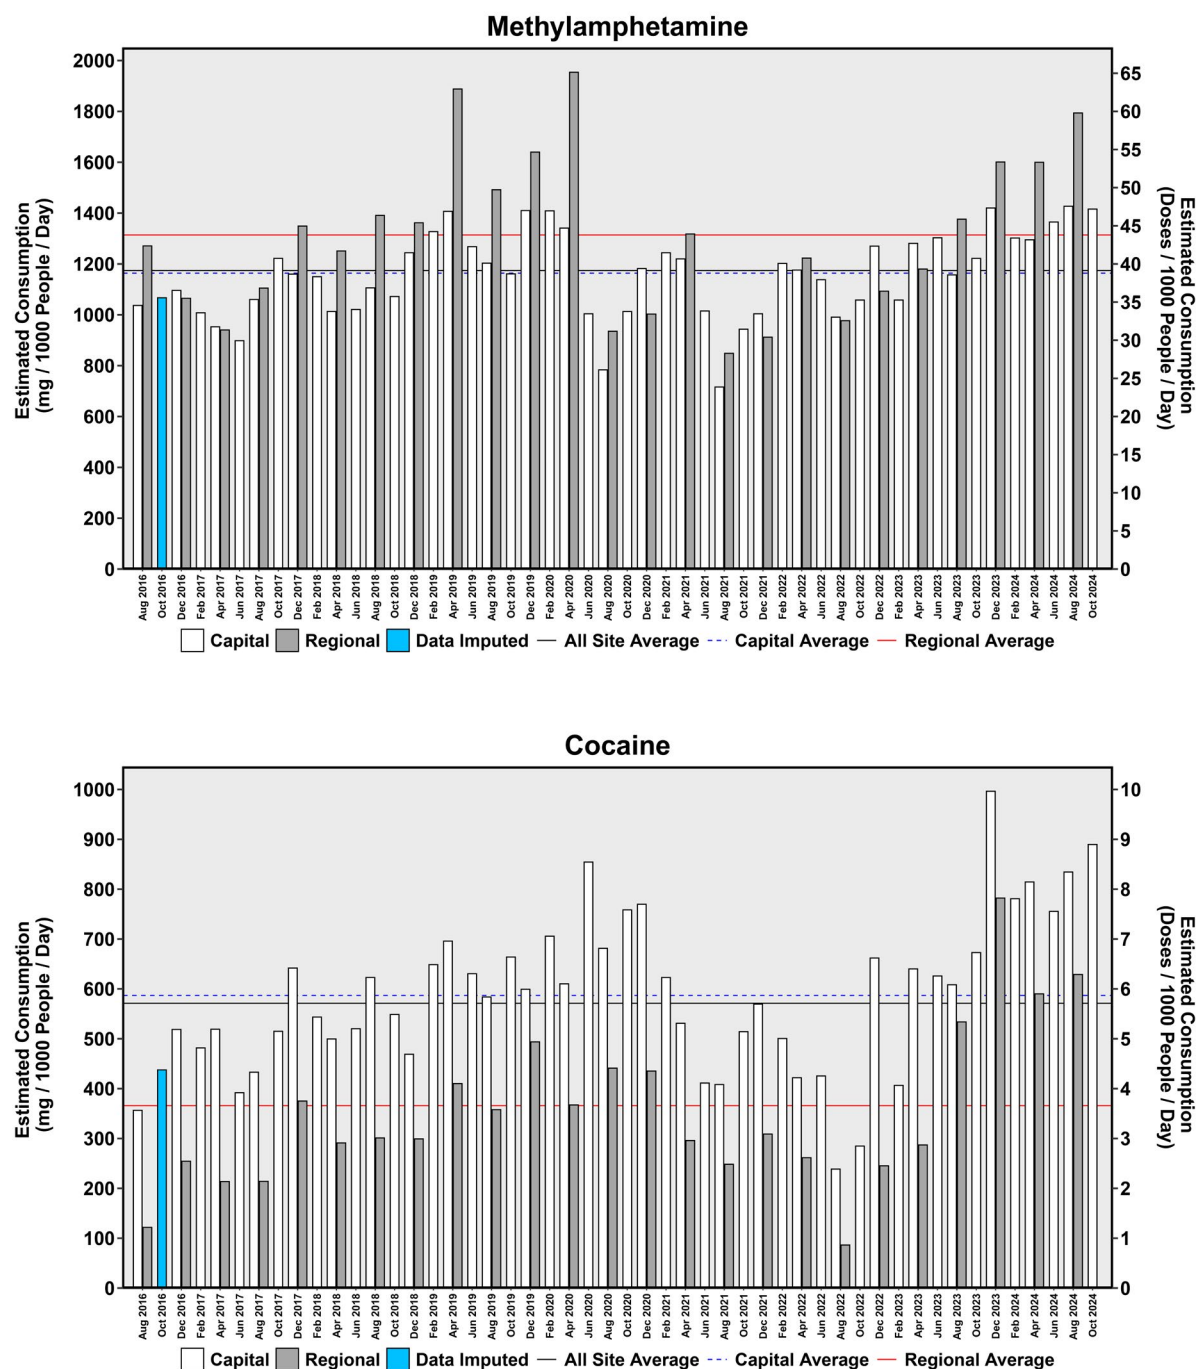 Methylamphetamine
Estimated Consumption
(mg / 1000 People / Day)
2000
1800
1600
1400
1200
1000
800
600
400
200
0
65
60
55
50
45
40
35
30
25
20
15
10
5
0
Estimated Consumption
(Doses / 1000 People / Day)
Aug 2016
Oct 2016
Dec 2016
Feb 2017
Apr 2017
Jun 2017
Aug 2017
Oct 2017
Dec 2017
Feb 2018
Apr 2018
Jun 2018
Aug 2018
Oct 2018
Dec 2018
Feb 2019
Apr 2019
Jun 2019
Aug 2019
Oct 2019
Dec 2019
Feb 2020
Apr 2020
Jun 2020
Aug 2020
Oct 2020
Dec 2020
Feb 2021
Apr 2021
Jun 2021
Aug 2021
Oct 2021
Dec 2021
Feb 2022
Apr 2022
Jun 2022
Aug 2022
Oct 2022
Dec 2022
Feb 2023
Apr 2023
Jun 2023
Aug 2023
Oct 2023
Dec 2023
Feb 2024
Apr 2024
Jun 2024
Aug 2024
Oct 2024
Capital Regional Data Imputed All Site Average Capital Average Regional Average
Cocaine
Estimated Consumption
(mg / 1000 People / Day)
1000
900
800
700
600
500
400
300
200
100
0
10
9
8
7
6
5
4
3
2
1
0
Estimated Consumption
(Doses / 1000 People / Day)
Aug 2016
Oct 2016
Dec 2016
Feb 2017
Apr 2017
Jun 2017
Aug 2017
Oct 2017
Dec 2017
Feb 2018
Apr 2018
Jun 2018
Aug 2018
Oct 2018
Dec 2018
Feb 2019
Apr 2019
Jun 2019
Aug 2019
Oct 2019
Dec 2019
Feb 2020
Apr 2020
Jun 2020
Aug 2020
Oct 2020
Dec 2020
Feb 2021
Apr 2021
Jun 2021
Aug 2021
Oct 2021
Dec 2021
Feb 2022
Apr 2022
Jun 2022
Aug 2022
Oct 2022
Dec 2022
Feb 2023
Apr 2023
Jun 2023
Aug 2023
Oct 2023
Dec 2023
Feb 2024
Apr 2024
Jun 2024
Aug 2024
Oct 2024
Capital Regional Data Imputed All Site Average Capital Average Regional Average